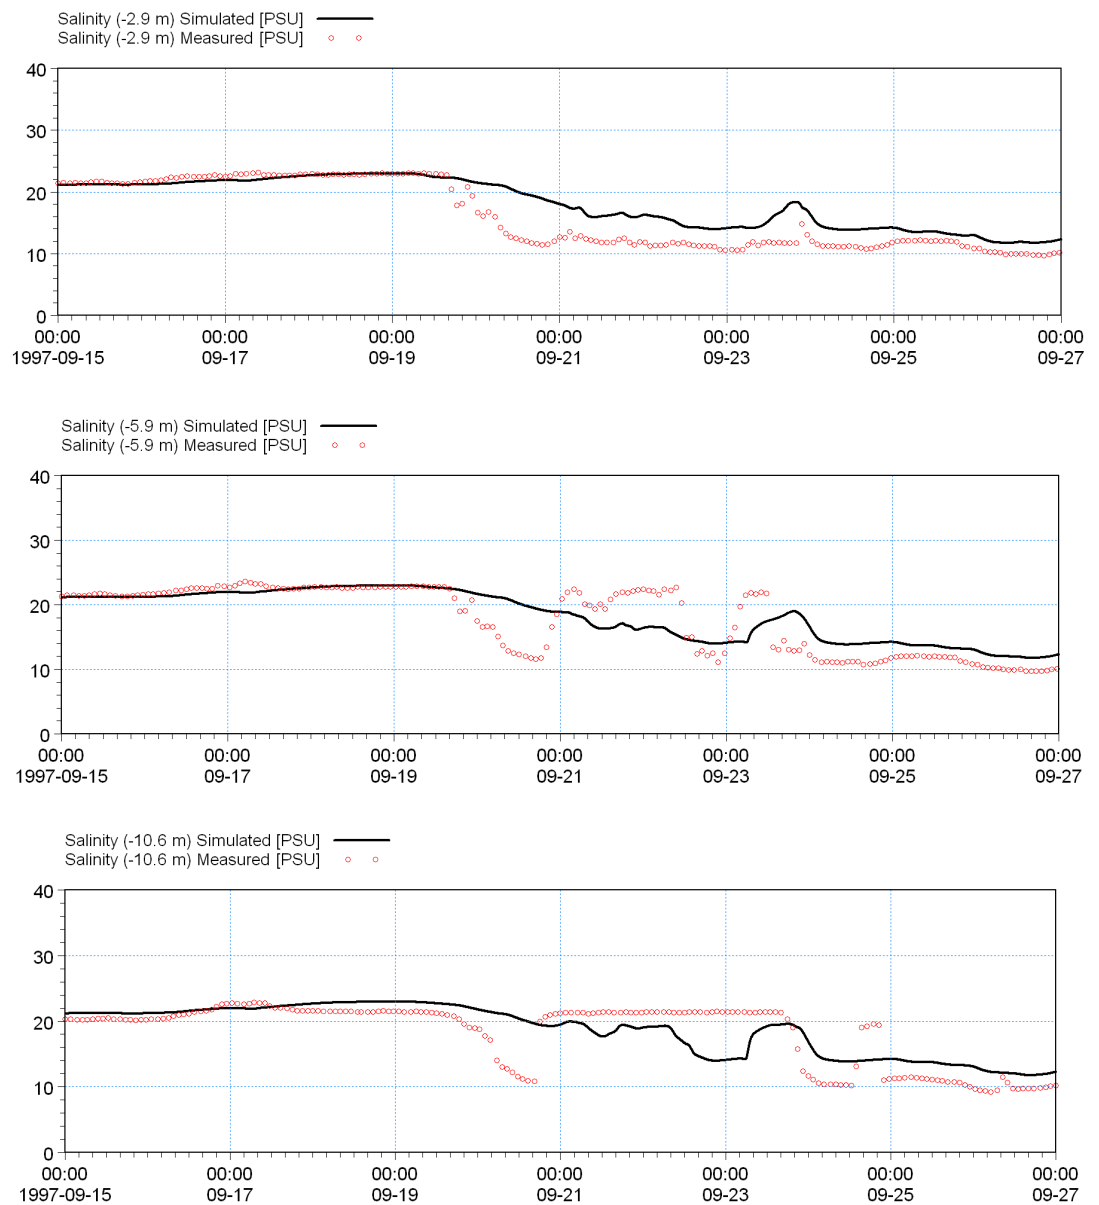 Salinity (-2.9 m) Simulated [PSU]
Salinity (-2.9 m) Measured [PSU]
40
30
20
10
0
00:00 00:00 00:00 00:00 00:00 00:00 00:00
1997-09-15 09-17 09-19 09-21 09-23 09-25 09-27
Salinity (-5.9 m) Simulated [PSU]
Salinity (-5.9 m) Measured [PSU]
40
30
20
10
0
00:00 00:00 00:00 00:00 00:00 00:00 00:00
1997-09-15 09-17 09-19 09-21 09-23 09-25 09-27
Salinity (-10.6 m) Simulated [PSU]
Salinity (-10.6 m) Measured [PSU]
40
30
20
10
0
00:00 00:00 00:00 00:00 00:00 00:00 00:00
1997-09-15 09-17 09-19 09-21 09-23 09-25 09-27